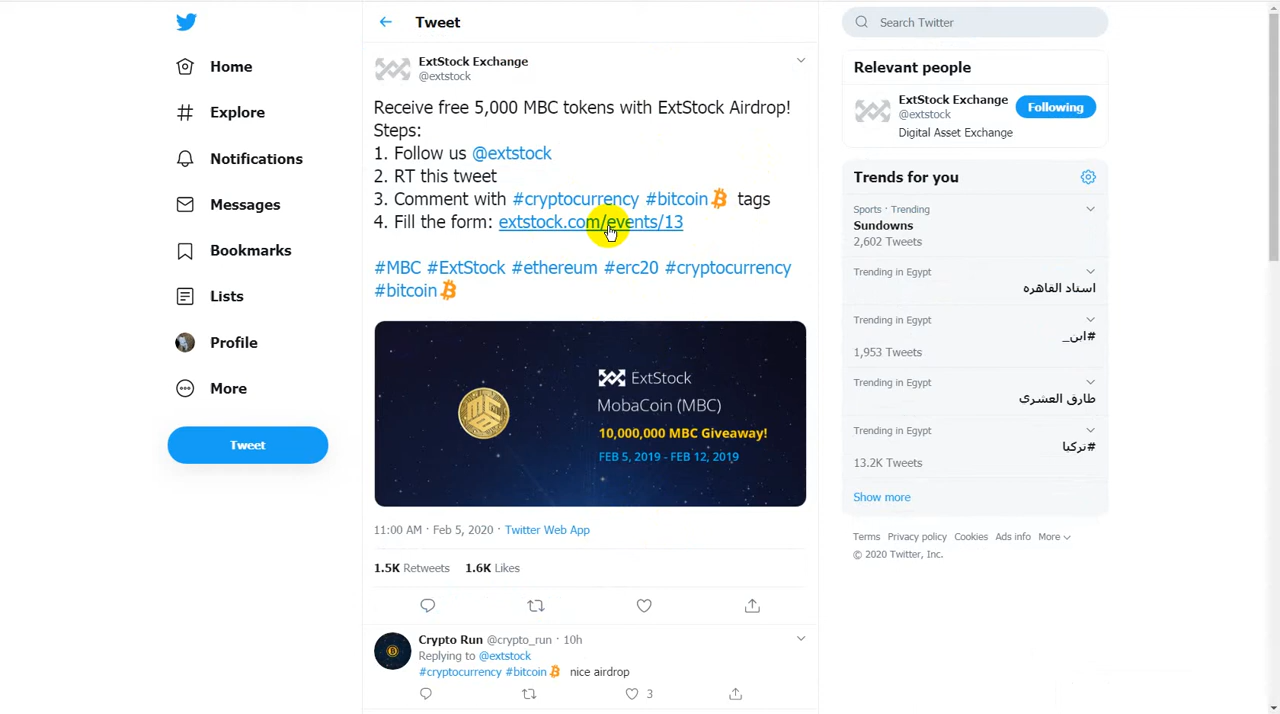 Home
Explore
Notifications
Messages
Bookmarks
Lists
Profile
More
Tweet
Tweet
ExtStock Exchange
@extstock
Receive free 5,000 MBC tokens with ExtStock Airdrop!
Steps:
1. Follow us @extstock
2. RT this tweet
3. Comment with #cryptocurrency #bitcoin tags
4. Fill the form: extstock.com/events/13
#MBC #ExtStock #ethereum #erc20 #cryptocurrency
#bitcoin
ExtStock
MobaCoin (MBC)
10,000,000 MBC Giveaway!
FEB 5, 2019 - FEB 12, 2019
11:00 AM · Feb 5, 2020 · Twitter Web App
1.5K Retweets 1.6K Likes
Crypto Run @crypto_run · 10h
Replying to @extstock
#cryptocurrency #bitcoin nice airdrop
3
Search Twitter
Relevant people
ExtStock Exchange
@extstock
Following
Digital Asset Exchange
Trends for you
Sports · Trending
Sundowns
2,602 Tweets
Trending in Egypt
استاد القاهره
Trending in Egypt
#ابن_
1,953 Tweets
Trending in Egypt
طارق العشرى
Trending in Egypt
#تركيا
13.2K Tweets
Show more
Terms Privacy policy Cookies Ads info More
© 2020 Twitter, Inc.